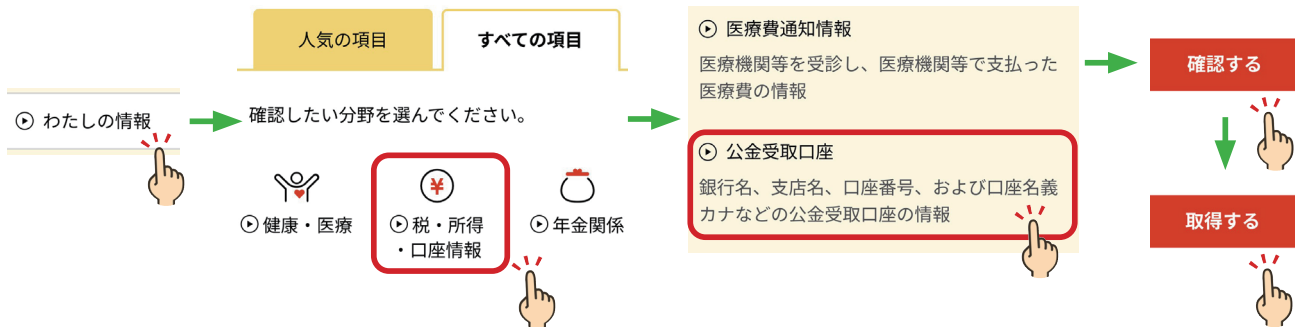 わたしの情報
人気の項目
すべての項目
確認したい分野を選んでください。
健康・医療
税・所得
・口座情報
年金関係
医療費通知情報
医療機関等を受診し、医療機関等で支払った
医療費の情報
公金受取口座
銀行名、支店名、口座番号、および口座名義
カナなどの公金受取口座の情報
確認する
取得する